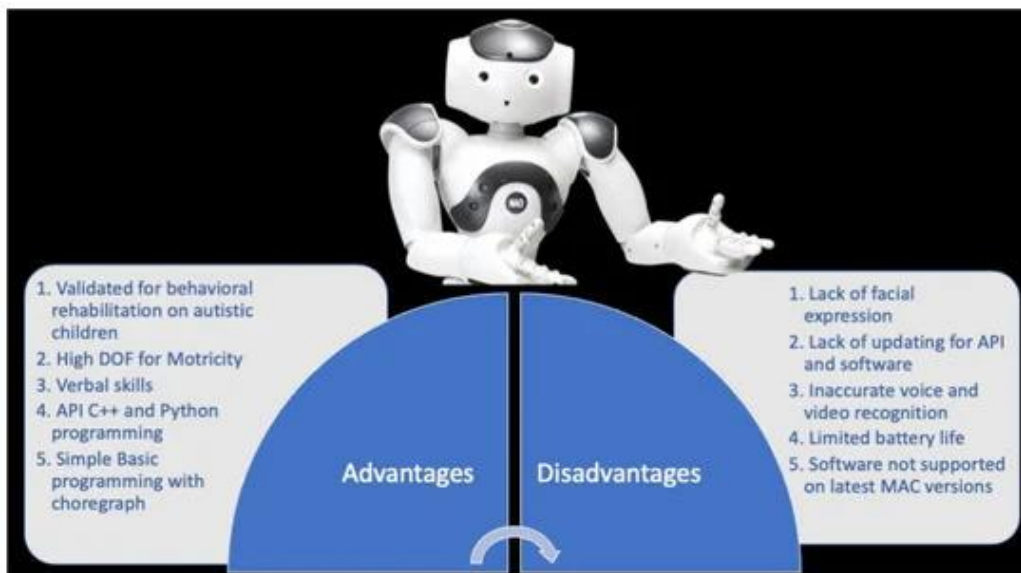 NAO
1. Validated for behavioral
rehabilitation on autistic
children
2. High DOF for Motricity
3. Verbal skills
4. API C++ and Python
programming
5. Simple Basic
programming with
choregraph
Advantages
Disadvantages
1. Lack of facial
expression
2. Lack of updating for API
and software
3. Inaccurate voice and
video recognition
4. Limited battery life
5. Software not supported
on latest MAC versions